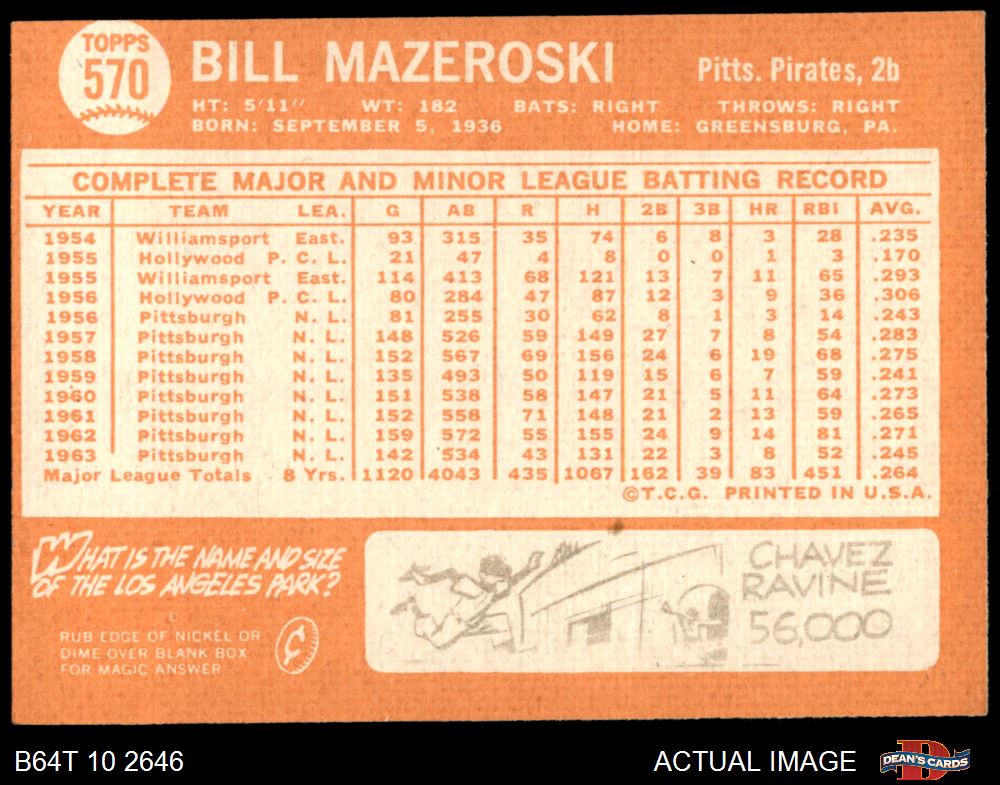 TOPPS
570
BILL MAZEROSKI
Pitts. Pirates, 2b
HT: 5'11" WT: 182 BATS: RIGHT THROWS: RIGHT
BORN: SEPTEMBER 5, 1936 HOME: GREENSBURG, PA.
COMPLETE MAJOR AND MINOR LEAGUE BATTING RECORD
YEAR TEAM LEA. G AB R H 2B 3B HR RBI AVG.
1954 Williamsport East. 93 315 35 74 6 8 3 28 .235
1955 Hollywood P. C. L. 21 47 4 8 0 0 1 3 .170
1955 Williamsport East. 114 413 68 121 13 7 11 65 .293
1956 Hollywood P. C. L. 80 284 47 87 12 3 9 36 .306
1956 Pittsburgh N. L. 81 255 30 62 8 1 3 14 .243
1957 Pittsburgh N. L. 148 526 59 149 27 7 8 54 .283
1958 Pittsburgh N. L. 152 567 69 156 24 6 19 68 .275
1959 Pittsburgh N. L. 135 493 50 119 15 6 7 59 .241
1960 Pittsburgh N. L. 151 538 58 147 21 5 11 64 .273
1961 Pittsburgh N. L. 152 558 71 148 21 2 13 59 .265
1962 Pittsburgh N. L. 159 572 55 155 24 9 14 81 .271
1963 Pittsburgh N. L. 142 534 43 131 22 3 8 52 .245
Major League Totals 8 Yrs. 1120 4043 435 1067 162 39 83 451 .264
©T.C.G. PRINTED IN U.S.A.
WHAT IS THE NAME AND SIZE
OF THE LOS ANGELES PARK?
RUB EDGE OF NICKEL OR
DIME OVER BLANK BOX
FOR MAGIC ANSWER
CHAVEZ
RAVINE
56,000
B64T 10 2646
ACTUAL IMAGE
DEAN'S CARDS